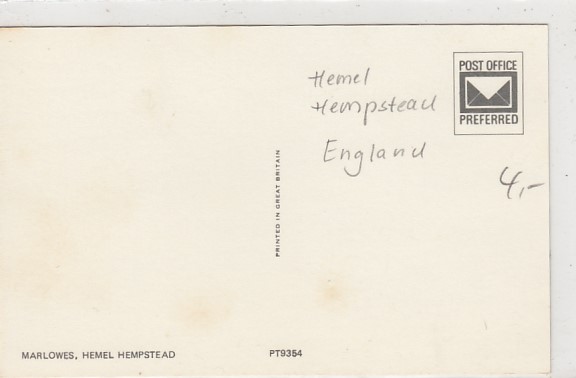 Hemel
Hempstead
England
POST OFFICE
PREFERRED
4,-
PRINTED IN GREAT BRITAIN
MARLOWES, HEMEL HEMPSTEAD
PT9354